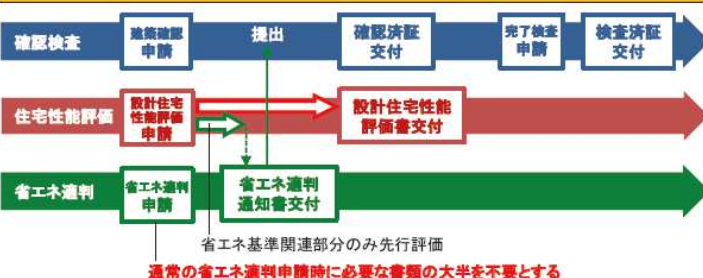 確認検査
建築確認
申請
提出
確認済証
交付
完了検査
申請
検査済証
交付
住宅性能評価
設計住宅
性能評価
申請
設計住宅性能
評価書交付
省エネ適判
省エネ適判
申請
省エネ適判
通知書交付
省エネ基準関連部分のみ先行評価
通常の省エネ適判申請時に必要な書類の大半を不要とする